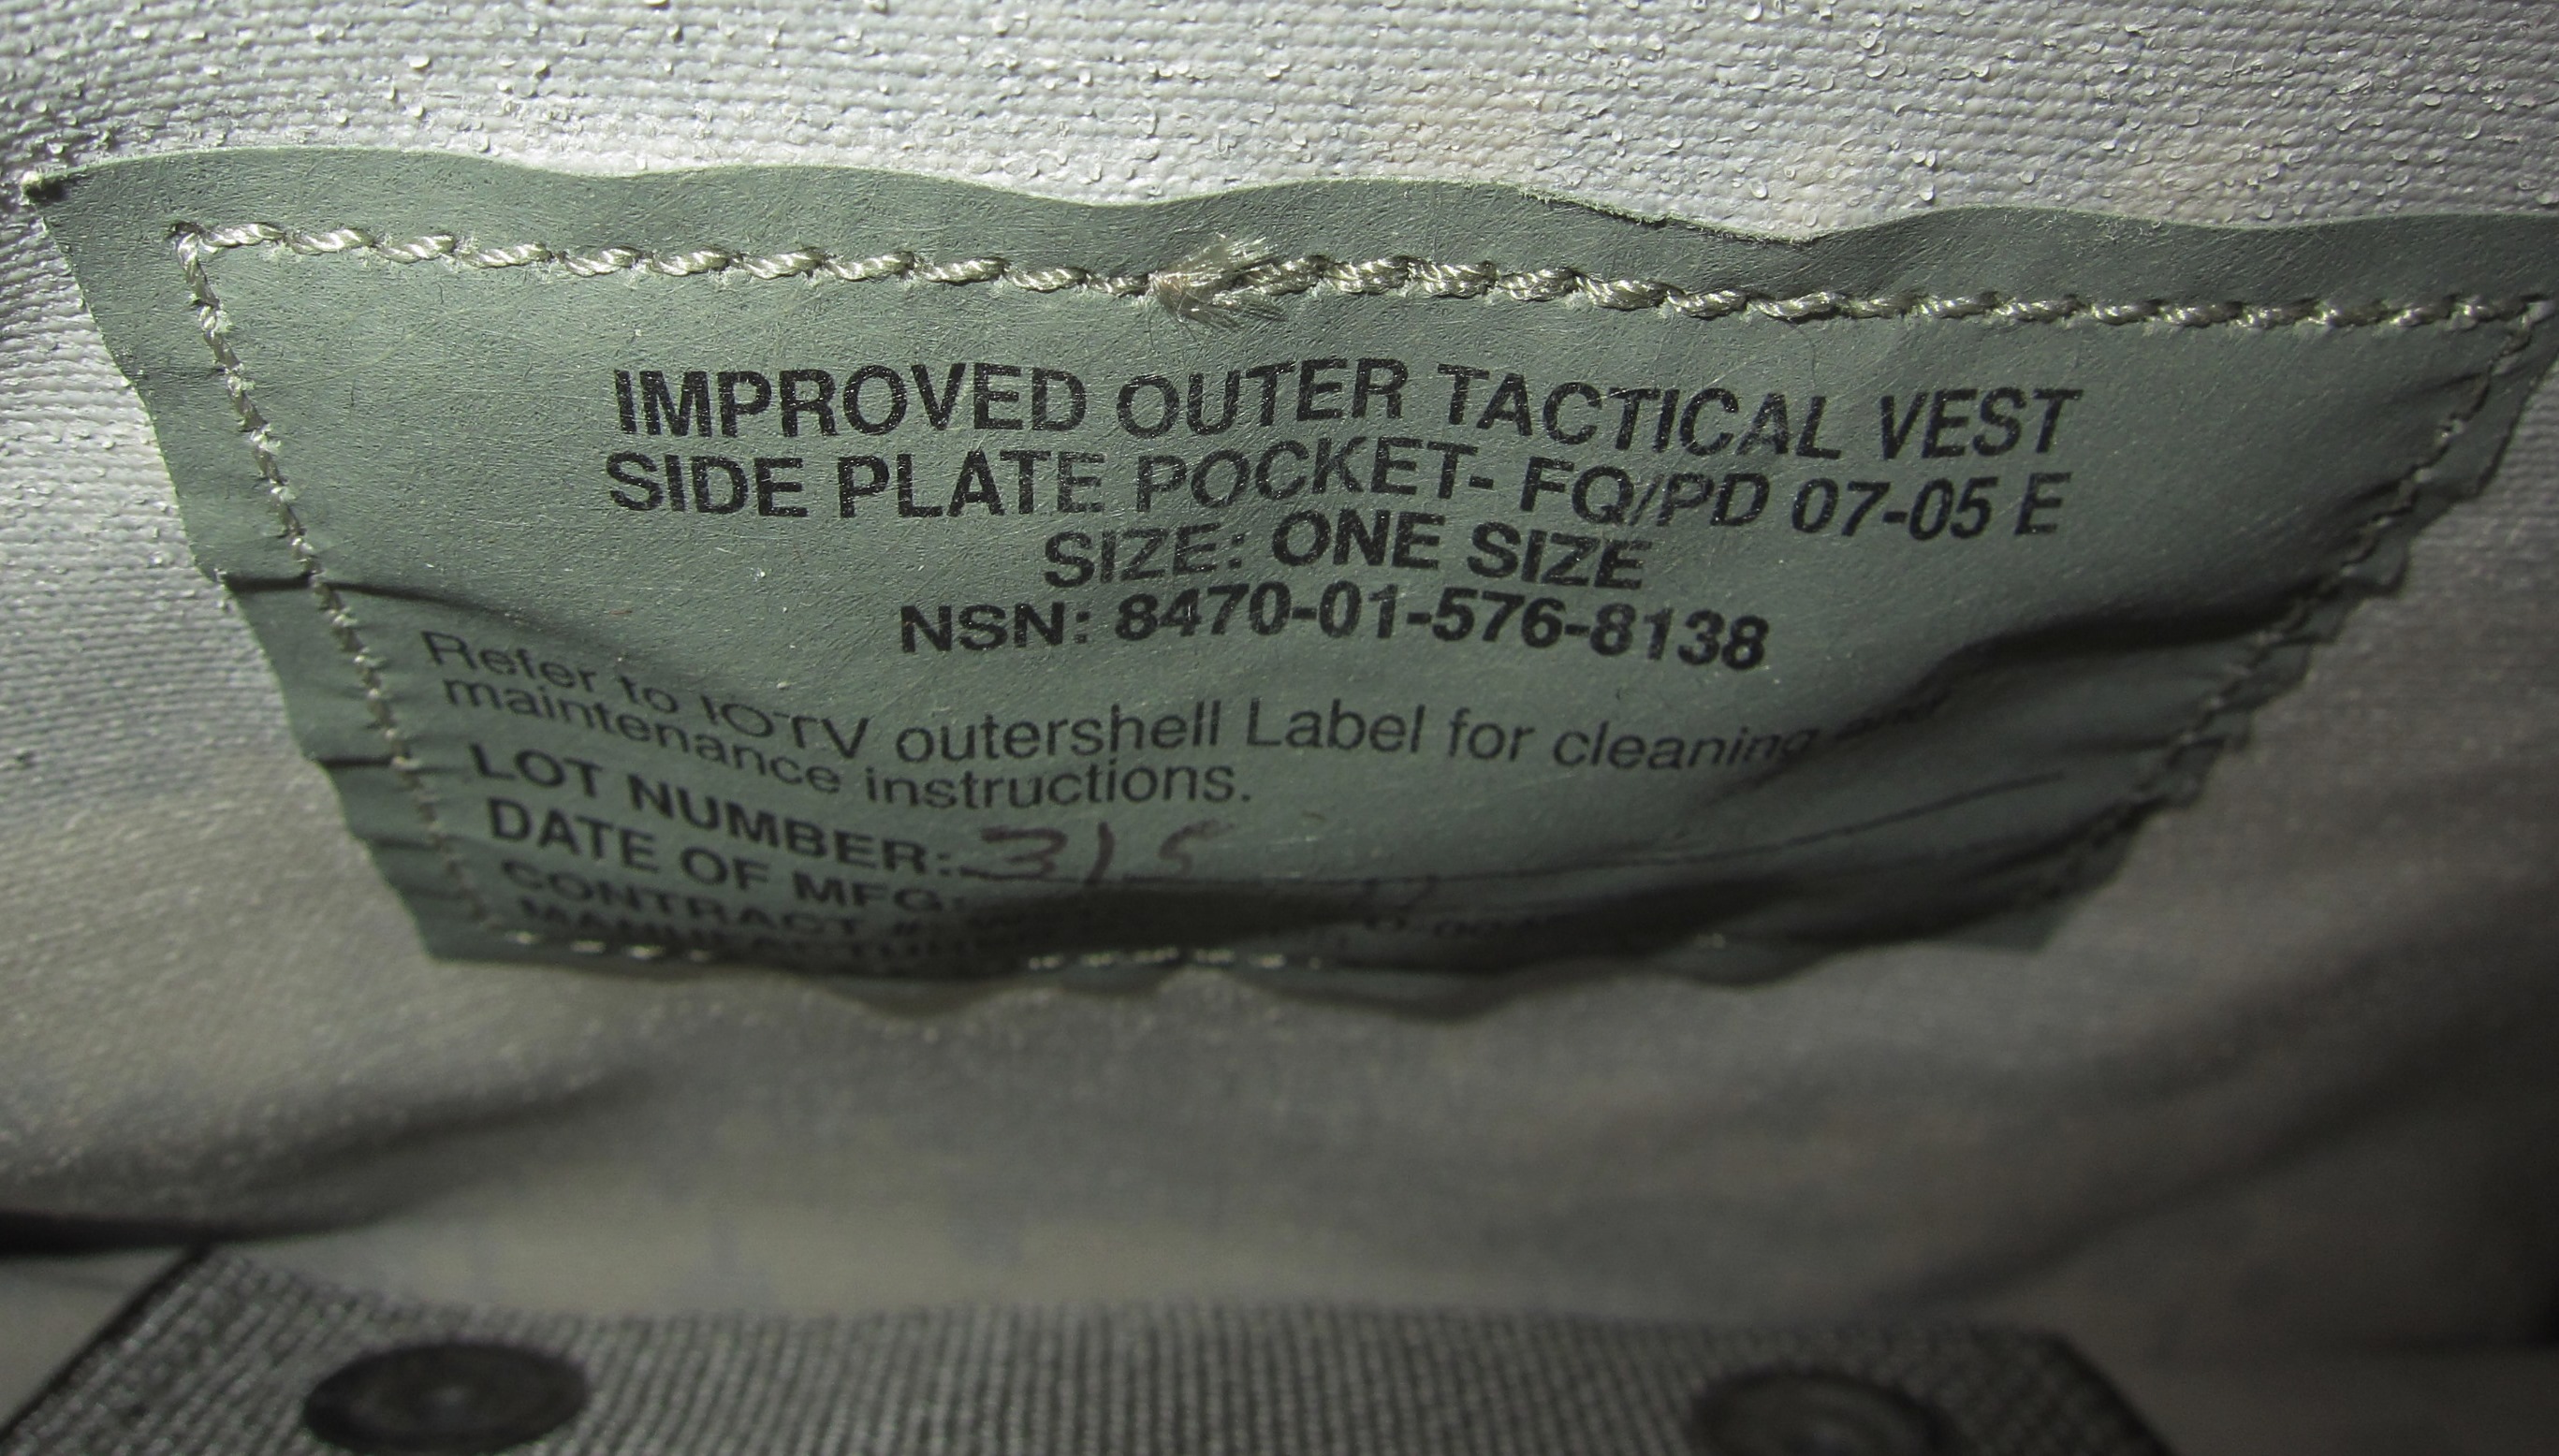 IMPROVED OUTER TACTICAL VEST
SIDE PLATE POCKET- FQ/PD 07-05 E
SIZE: ONE SIZE
NSN: 8470-01-576-8138
Refer to IOTV outershell Label for cleaning and
maintenance instructions.
LOT NUMBER: 315
DATE OF MFG:
CONTRACT #: